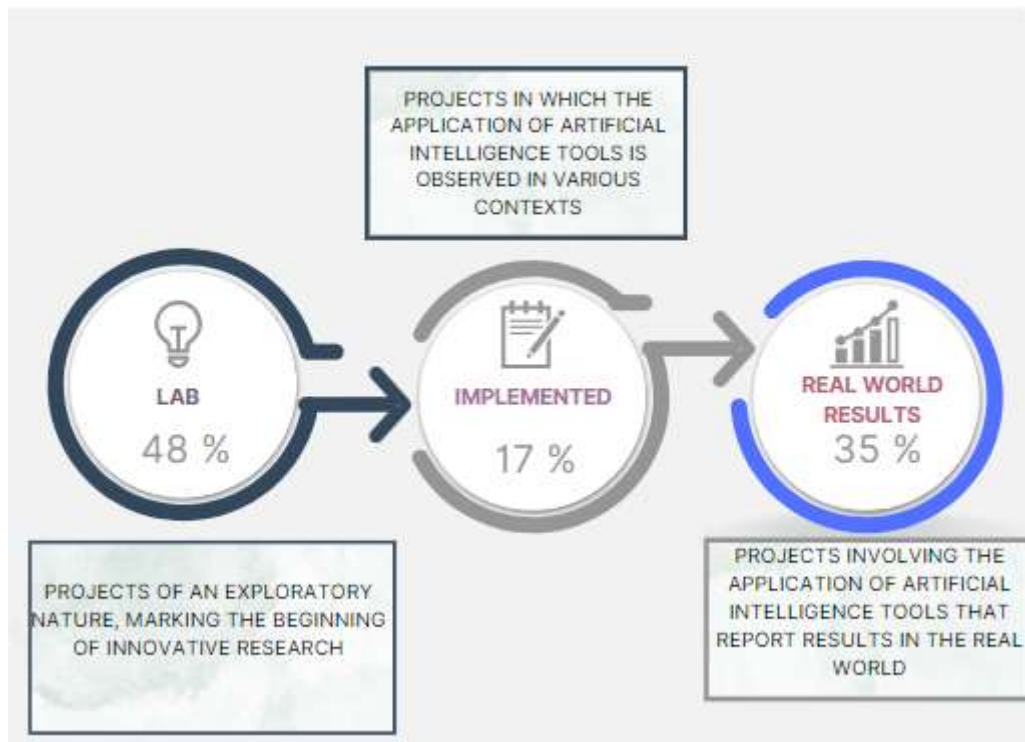 PROJECTS IN WHICH THE
APPLICATION OF ARTIFICIAL
INTELLIGENCE TOOLS IS
OBSERVED IN VARIOUS
CONTEXTS
LAB
48 %
IMPLEMENTED
17 %
REAL WORLD
RESULTS
35 %
PROJECTS OF AN EXPLORATORY
NATURE, MARKING THE BEGINNING
OF INNOVATIVE RESEARCH
PROJECTS INVOLVING THE
APPLICATION OF ARTIFICIAL
INTELLIGENCE TOOLS THAT
REPORT RESULTS IN THE REAL
WORLD